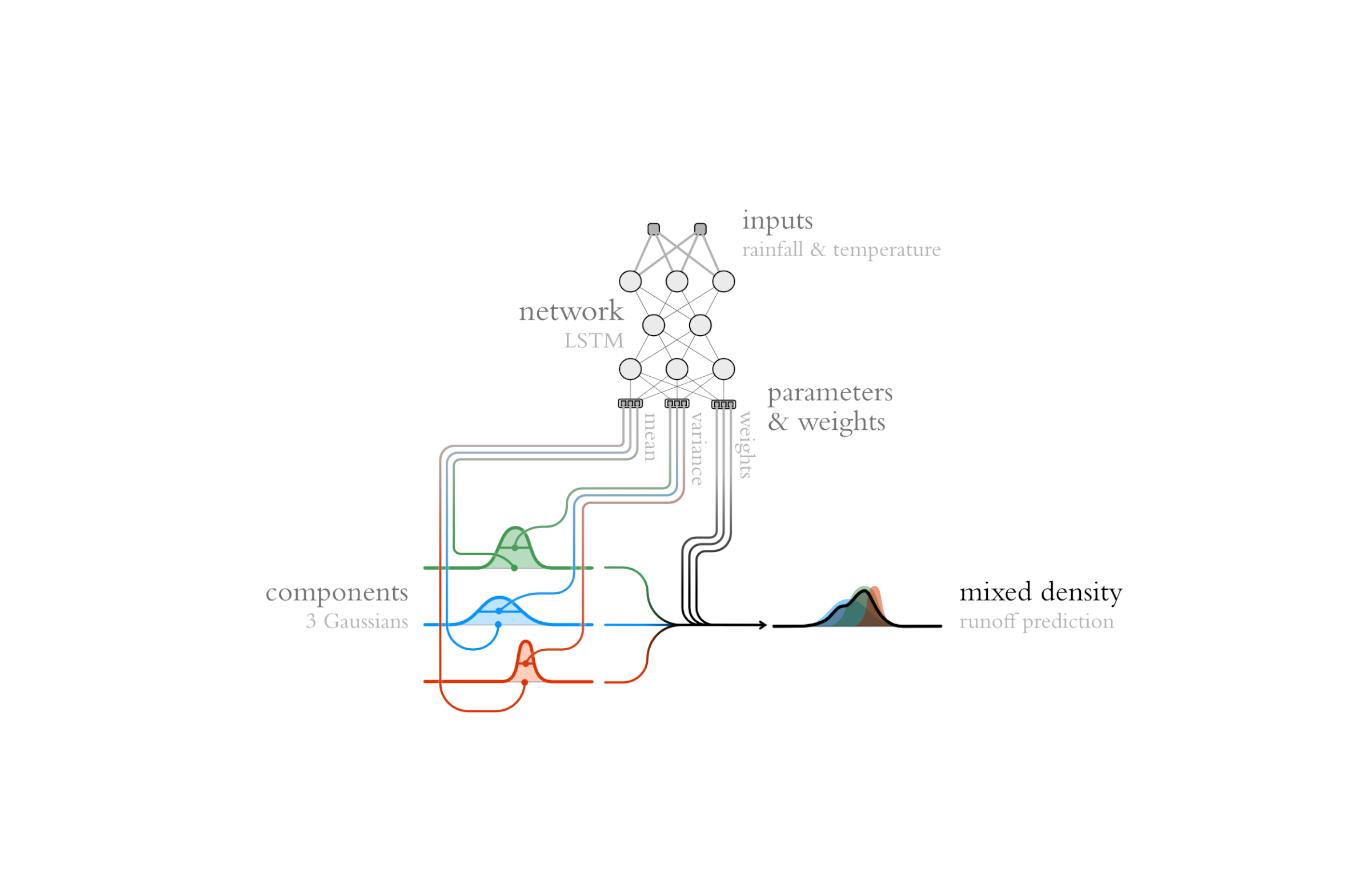 inputs
rainfall & temperature
network
LSTM
parameters
& weights
mean
variance
weights
components
3 Gaussians
mixed density
runoff prediction